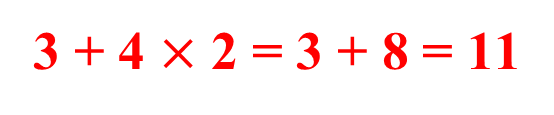 3 + 4 × 2 = 3 + 8 = 11